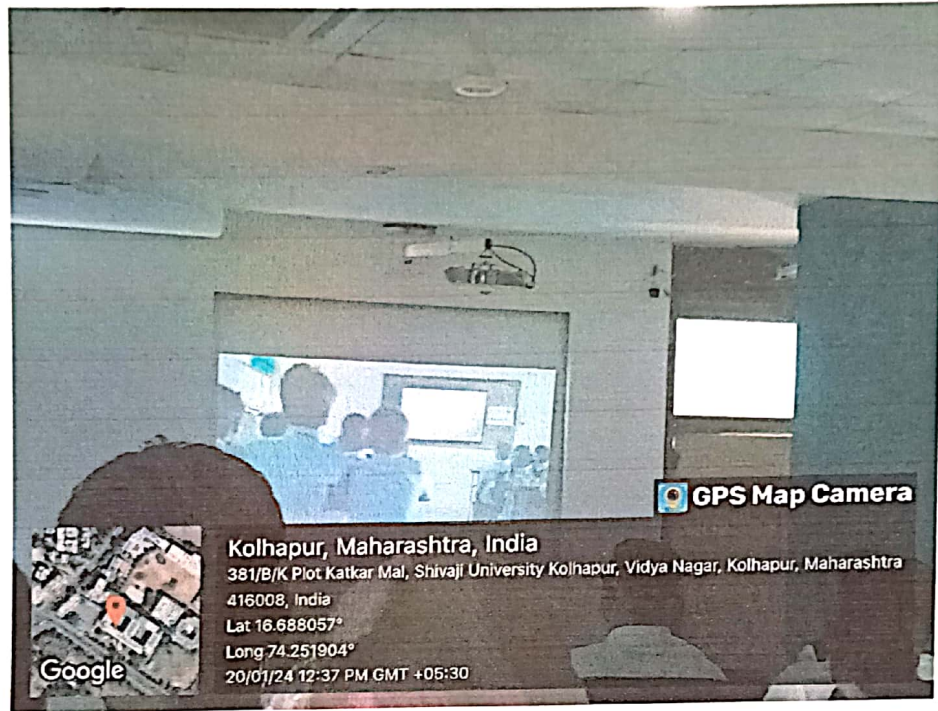 GPS Map Camera
Kolhapur, Maharashtra, India
381/B/K Plot Katkar Mal, Shivaji University Kolhapur, Vidya Nagar, Kolhapur, Maharashtra
416008, India
Lat 16.688057°
Long 74.251904°
20/01/24 12:37 PM GMT +05:30
Google